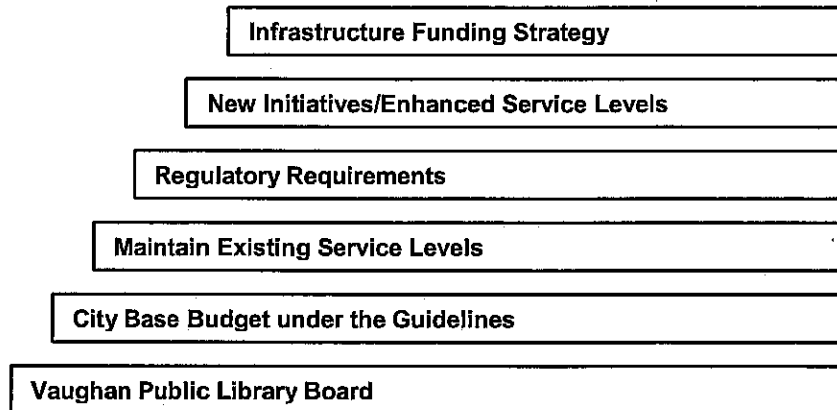 Infrastructure Funding Strategy
New Initiatives/Enhanced Service Levels
Regulatory Requirements
Maintain Existing Service Levels
City Base Budget under the Guidelines
Vaughan Public Library Board